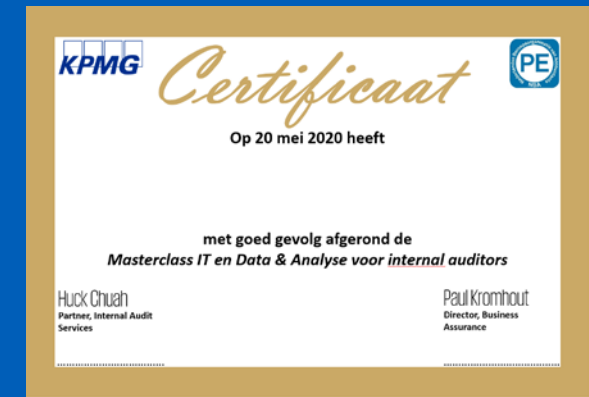 KPMG
Certificaat
PE
NBA
Op 20 mei 2020 heeft
met goed gevolg afgerond de
Masterclass IT en Data & Analyse voor internal auditors
Huck Chuah
Partner, Internal Audit
Services
Paul Kromhout
Director, Business
Assurance